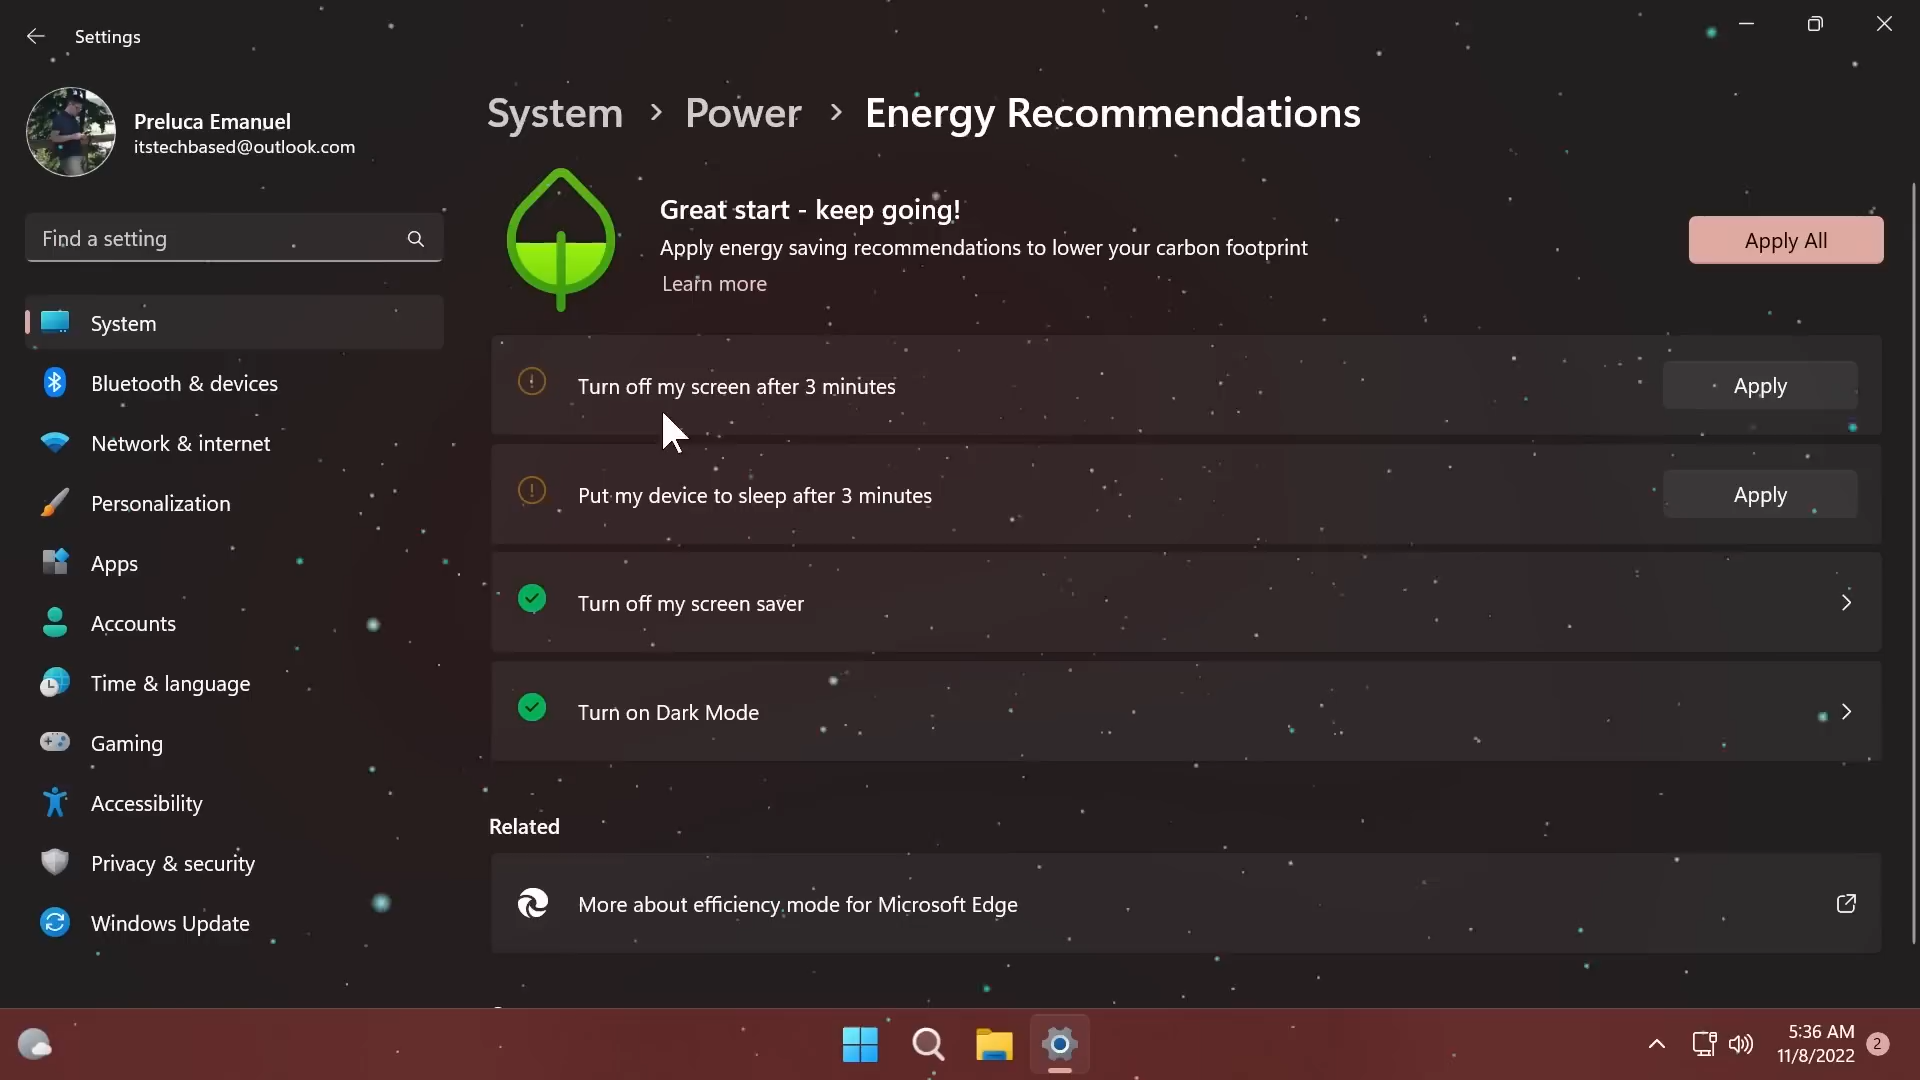 Settings
Preluca Emanuel
itstechbased@outlook.com
Find a setting
System
Bluetooth & devices
Network & internet
Personalization
Apps
Accounts
Time & language
Gaming
Accessibility
Privacy & security
Windows Update
System > Power > Energy Recommendations
Great start - keep going!
Apply energy saving recommendations to lower your carbon footprint
Learn more
Apply All
Turn off my screen after 3 minutes
Apply
Put my device to sleep after 3 minutes
Apply
Turn off my screen saver
Turn on Dark Mode
Related
More about efficiency mode for Microsoft Edge
5:36 AM
11/8/2022
2